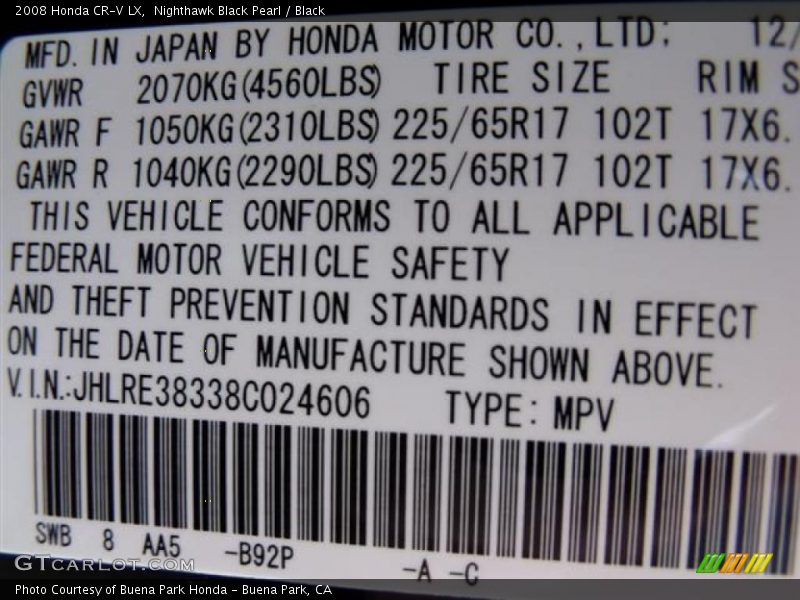 2008 Honda CR-V LX, Nighthawk Black Pearl / Black
MFD. IN JAPAN BY HONDA MOTOR CO., LTD: 12/
GVWR 2070KG(4560LBS) TIRE SIZE RIM S
GAWR F 1050KG(2310LBS) 225/65R17 102T 17X6.
GAWR R 1040KG(2290LBS) 225/65R17 102T 17X6.
THIS VEHICLE CONFORMS TO ALL APPLICABLE
FEDERAL MOTOR VEHICLE SAFETY
AND THEFT PREVENTION STANDARDS IN EFFECT
ON THE DATE OF MANUFACTURE SHOWN ABOVE.
V.I.N.:JHLRE38338C024606 TYPE: MPV
SWB 8 AA5 -B92P -A -C
GTCarLot.com
Photo Courtesy of Buena Park Honda - Buena Park, CA